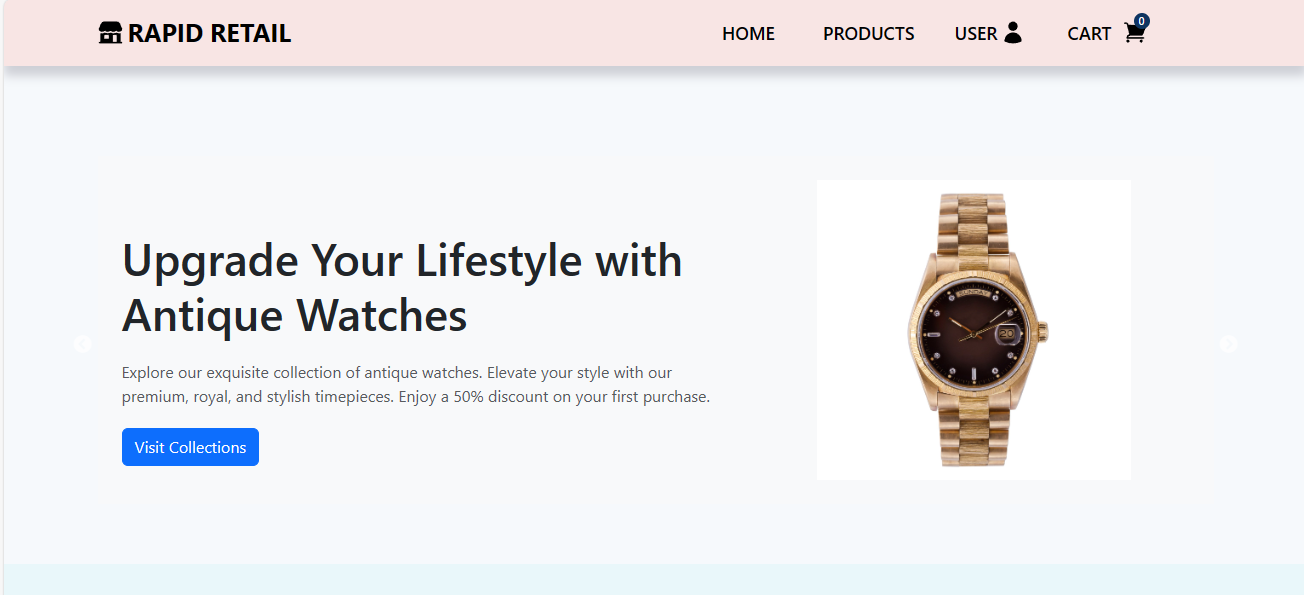 RAPID RETAIL
HOME
PRODUCTS
USER
CART
0
Upgrade Your Lifestyle with
Antique Watches
Explore our exquisite collection of antique watches. Elevate your style with our
premium, royal, and stylish timepieces. Enjoy a 50% discount on your first purchase.
Visit Collections
SUNDAY
20